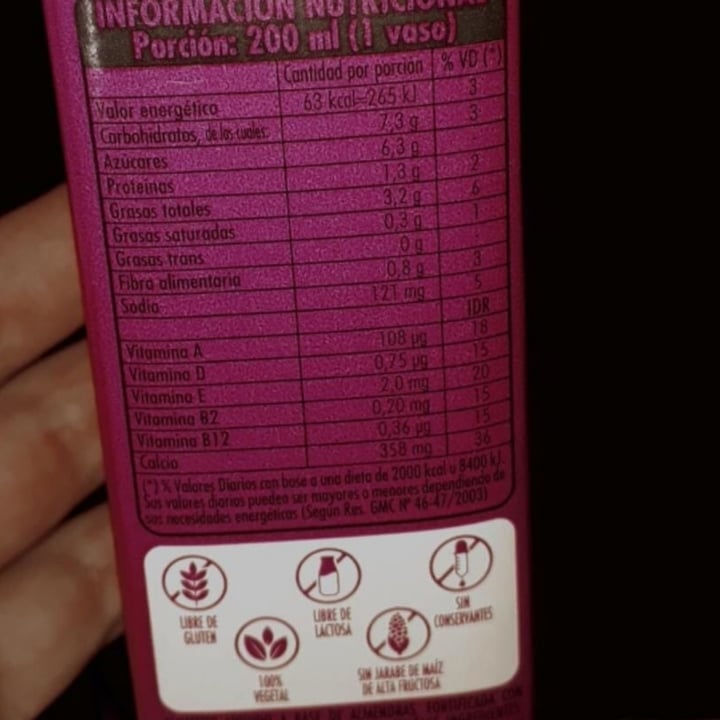 INFORMACIÓN NUTRICIONAL
Porción: 200 ml (1 vaso)
Cantidad por porción % VD (*)
Valor energético 63 kcal=265 kJ 3
Carbohidratos, de los cuales: 7,3 g 3
Azúcares 6,3 g -
Proteínas 1,3 g 2
Grasas totales 3,2 g 6
Grasas saturadas 0,3 g 1
Grasas trans 0 g -
Fibra alimentaria 0,8 g 3
Sodio 121 mg 5
IDR
Vitamina A 108 µg 18
Vitamina D 0,75 µg 15
Vitamina E 2,0 mg 20
Vitamina B2 0,20 mg 15
Vitamina B12 0,36 µg 15
Calcio 358 mg 36
(*) % Valores Diarios con base a una dieta de 2000 kcal u 8400 kJ.
Sus valores diarios pueden ser mayores o menores dependiendo de
sus necesidades energéticas (Según Res. GMC N° 46-47/2003)
LIBRE DE
GLUTEN
LIBRE DE
LACTOSA
SIN
CONSERVANTES
100%
VEGETAL
SIN JARABE DE MAÍZ
DE ALTA FRUCTOSA
A BASE DE ALMENDRAS, FORTIFICADA CON